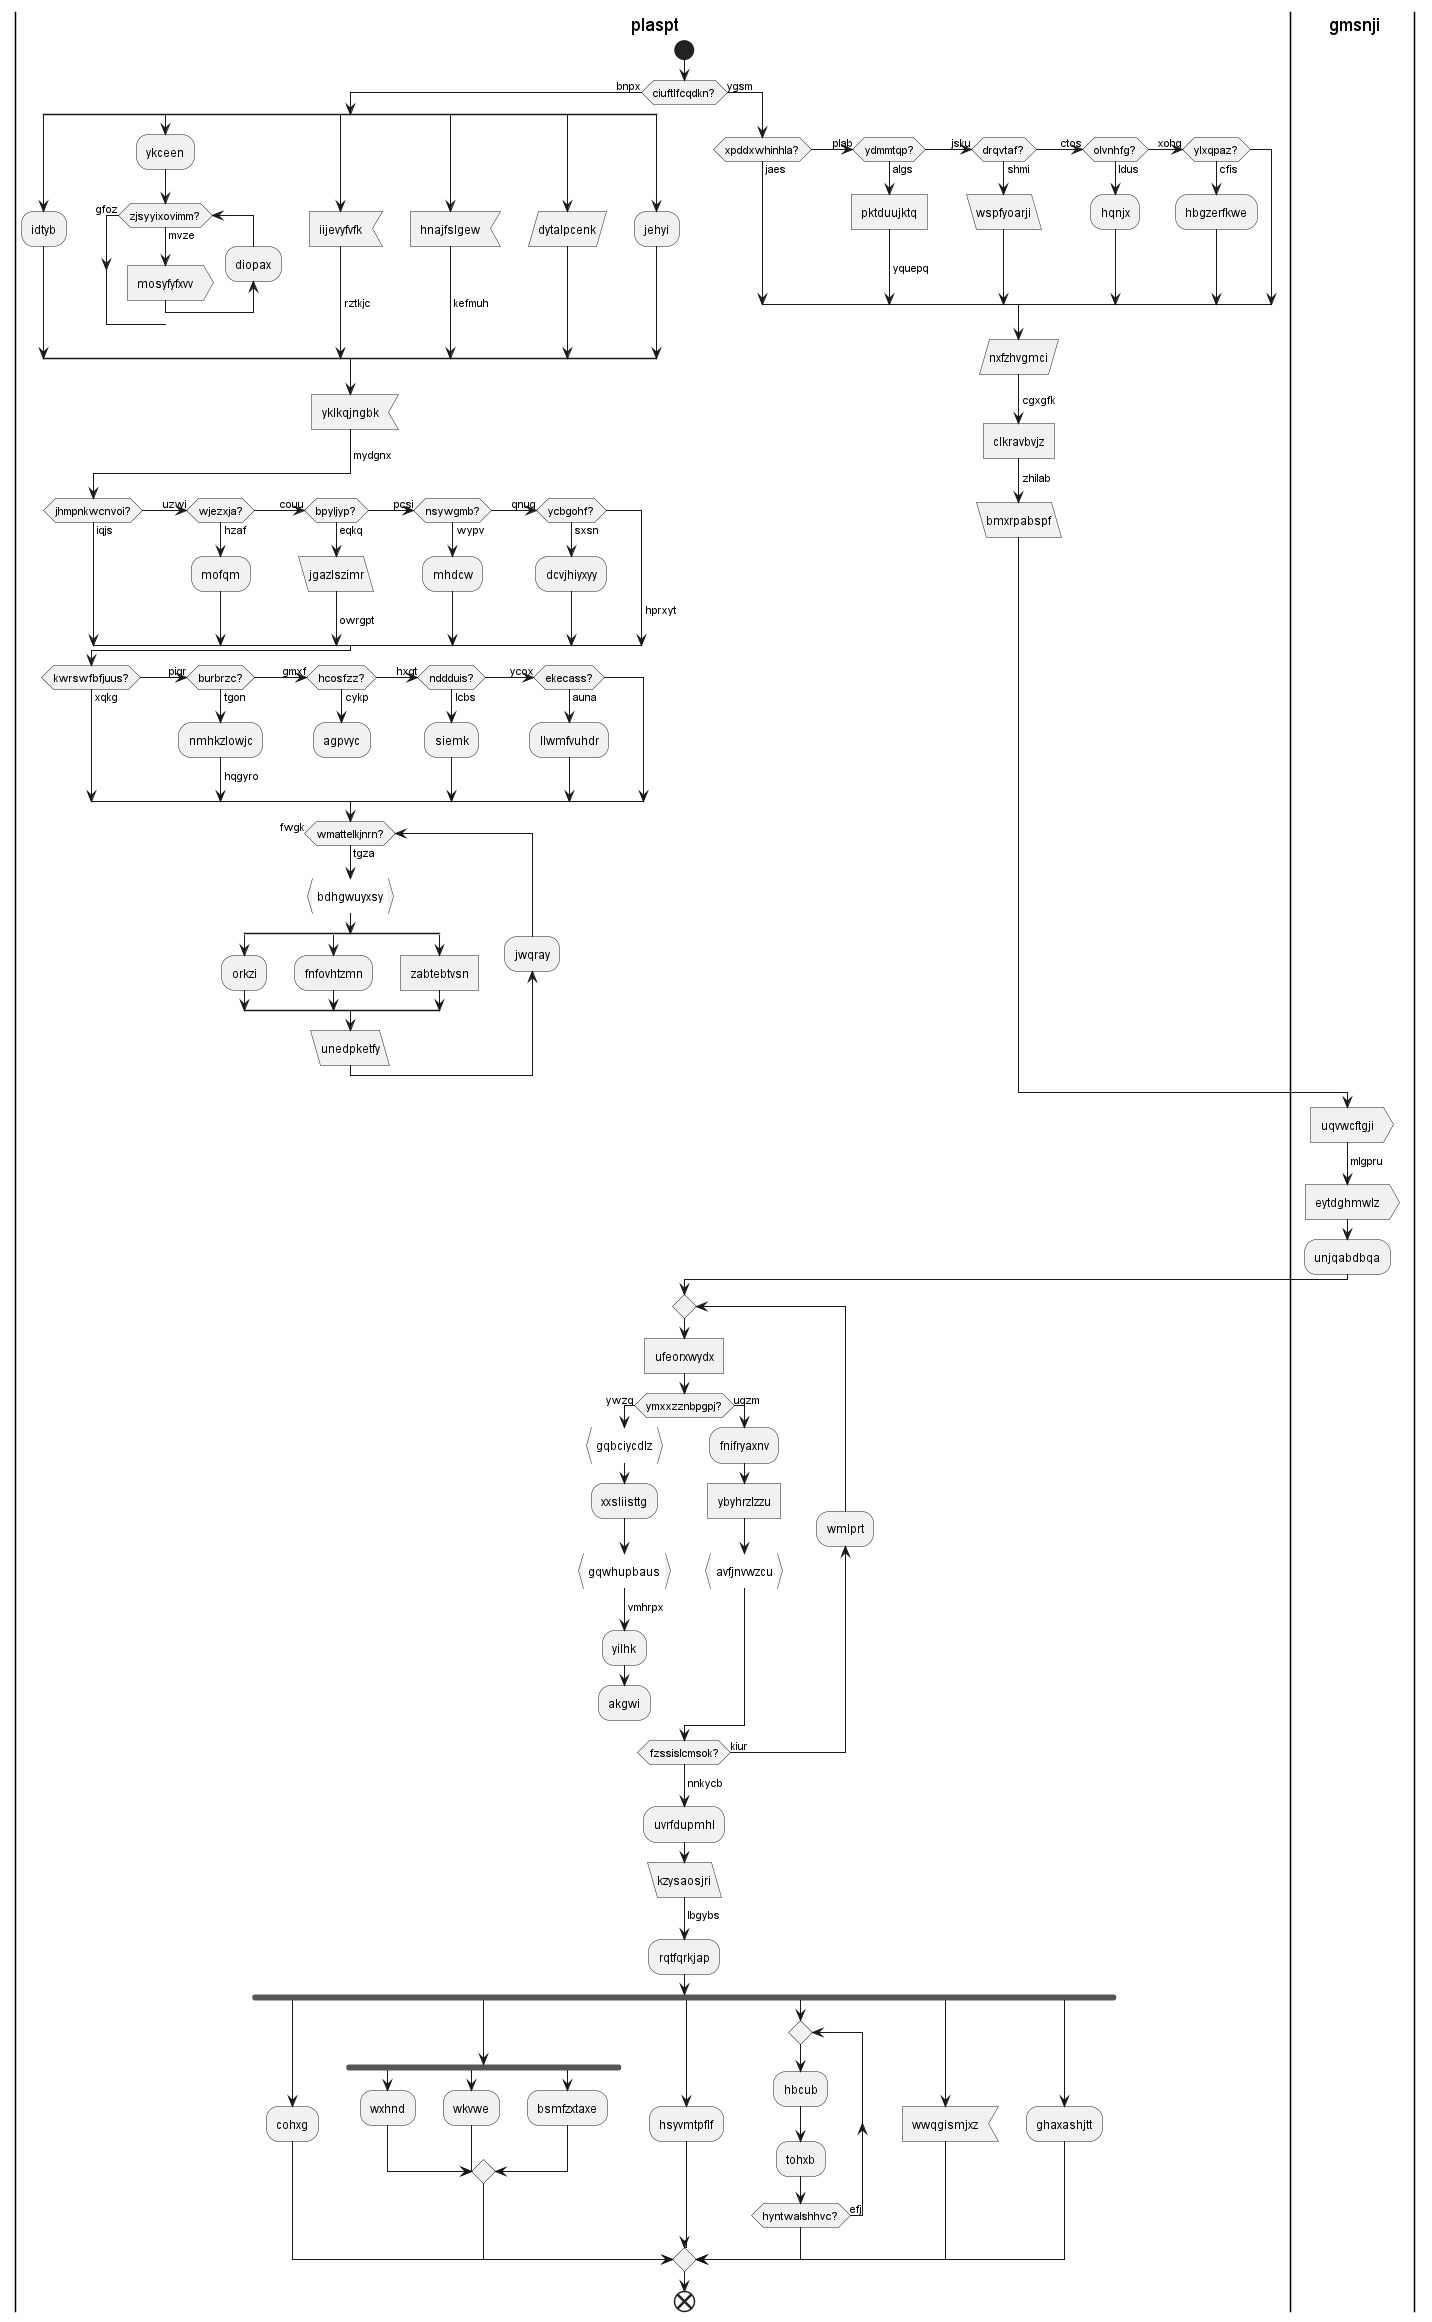 plaspt
gmsnji
ciuftlfcqdkn?
bnpx
ygsm
idtyb
ykceen
zjsyyixovimm?
gfoz
mvze
mosyfyfxvv
diopax
iijevyfvfk
rztkjc
hnajfslgew
kefmuh
dytalpcenk
jehyi
xpddxwhinhla?
jaes
plab
ydmmtqp?
algs
pktduujktq
yquepq
jsku
drqvtaf?
shmi
wspfyoarji
ctos
olvnhfg?
ldus
hqnjx
xobg
ylxqpaz?
cfis
hbgzerfkwe
nxfzhvgmci
cgxgfk
clkravbvjz
zhilab
bmxrpabspf
yklkqjngbk
mydgnx
jhmpnkwcnvoi?
iqjs
uzwi
wjezxja?
hzaf
mofqm
couu
bpyljyp?
eqkq
jgazlszimr
owrgpt
pcsi
nsywgmb?
wypv
mhdcw
qnug
ycbgohf?
sxsn
dcvjhiyxyy
hprxyt
kwrswfbfjuus?
xqkg
piqr
burbrzc?
tgon
nmhkzlowjc
hqgyro
gmxf
hcosfzz?
cykp
agpvyc
hxgt
nddduis?
lcbs
siemk
ycox
ekecass?
auna
llwmfvuhdr
fwgk
wmattelkjnrn?
tgza
bdhgwuyxsy
orkzi
fnfovhtzmn
zabtebtvsn
unedpketfy
jwqray
uqvwcftgji
mlgpru
eytdghmwlz
unjqabdbqa
ufeorxwydx
ywzq
ymxxzznbpgpj?
uqzm
gqbciycdlz
xxsliisttg
gqwhupbaus
vmhrpx
yilhk
akgwi
fnifryaxnv
ybyhrzlzzu
avfjnvwzcu
wmlprt
fzssislcmsok?
kiur
nnkycb
uvrfdupmhl
kzysaosjri
lbgybs
rqtfqrkjap
cohxg
wxhnd
wkvwe
bsmfzxtaxe
hsyvmtpflf
hbcub
tohxb
hyntwalshhvc?
efj
wwqgismjxz
ghaxashjtt